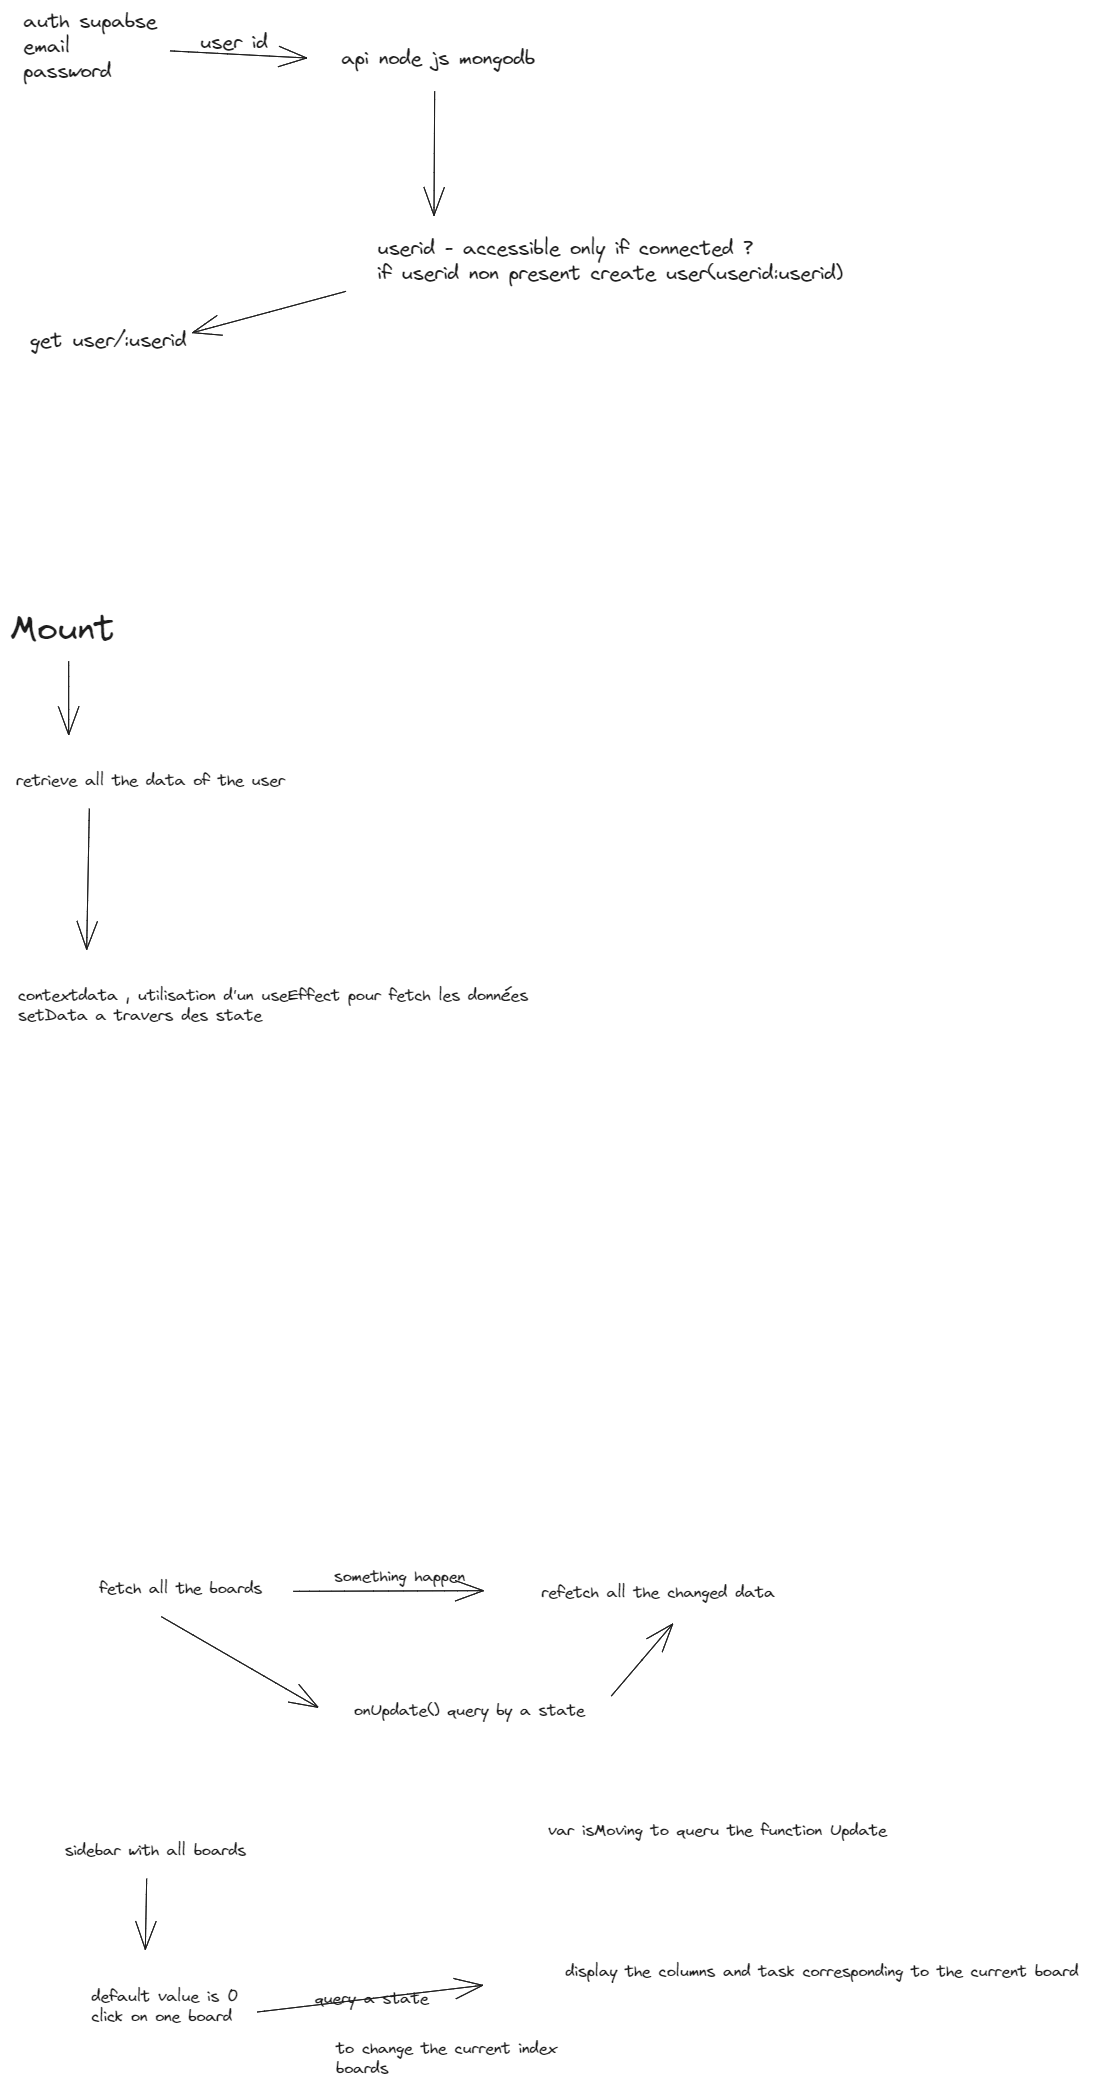 auth supabse
email
password
user id
api node js mongodb
userid - accessible only if connected ?
if userid non present create user(userid:userid)
get user/:userid
Mount
retrieve all the data of the user
contextdata , utilisation d'un useEffect pour fetch les données
setData a travers des state
fetch all the boards
something happen
refetch all the changed data
onUpdate() query by a state
var isMoving to queru the function Update
sidebar with all boards
display the columns and task corresponding to the current board
default value is 0
click on one board
query a state
to change the current index
boards